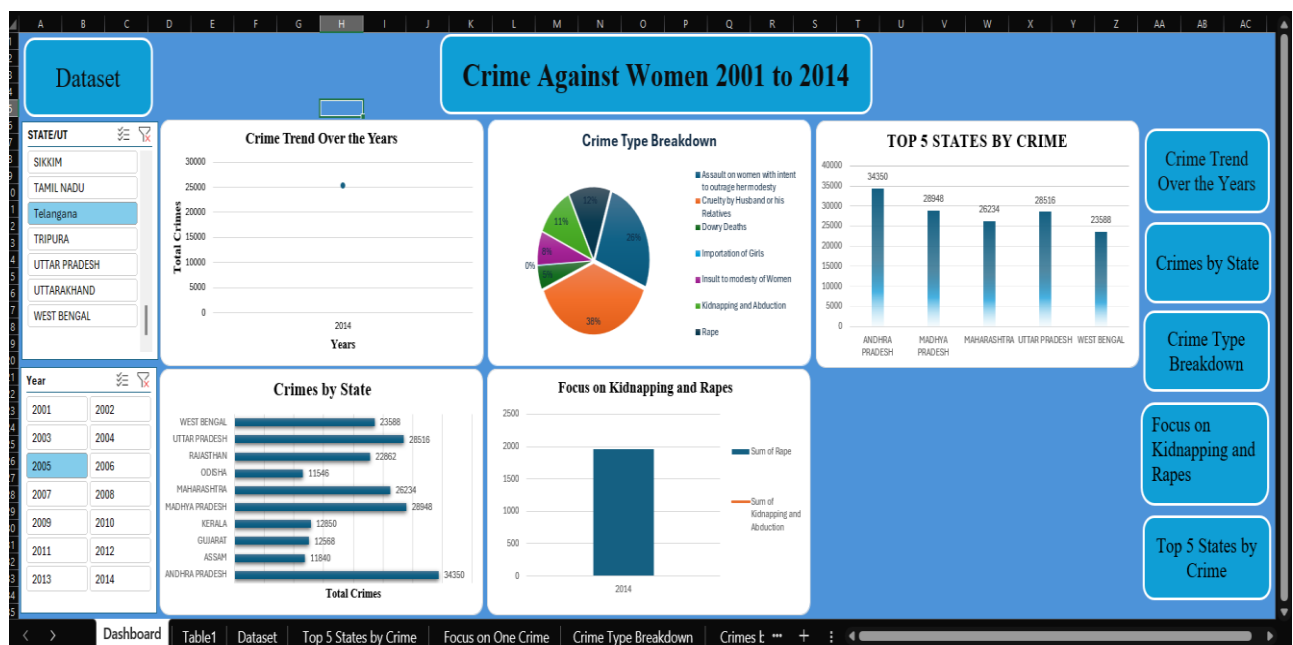 A B C D E F G H I J K L M N O P Q R S T U V W X Y Z AA AB AC
Dataset
Crime Against Women 2001 to 2014
STATE/UT
SIKKIM
TAMIL NADU
Telangana
TRIPURA
UTTAR PRADESH
UTTARAKHAND
WEST BENGAL
Year
2001 2002
2003 2004
2005 2006
2007 2008
2009 2010
2011 2012
2013 2014
Crime Trend Over the Years
Total Crimes
30000
25000
20000
15000
10000
5000
0
2014
Years
Crime Type Breakdown
12%
11%
26%
8%
0%
5%
38%
Assault on women with intent
to outrage her modesty
Cruelty by Husband or his
Relatives
Dowry Deaths
Importation of Girls
Insult to modesty of Women
Kidnapping and Abduction
Rape
TOP 5 STATES BY CRIME
40000
35000
30000
25000
20000
15000
10000
5000
0
34350
28948
26234
28516
23588
ANDHRA
PRADESH
MADHYA
PRADESH
MAHARASHTRA
UTTAR PRADESH
WEST BENGAL
Crimes by State
WEST BENGAL 23588
UTTAR PRADESH 28516
RAJASTHAN 22862
ODISHA 11546
MAHARASHTRA 26234
MADHYA PRADESH 28948
KERALA 12850
GUJARAT 12568
ASSAM 11840
ANDHRA PRADESH 34350
Total Crimes
Focus on Kidnapping and Rapes
2500
2000
1500
1000
500
0
2014
Sum of Rape
Sum of
Kidnapping and
Abduction
Crime Trend
Over the Years
Crimes by State
Crime Type
Breakdown
Focus on
Kidnapping and
Rapes
Top 5 States by
Crime
Dashboard Table1 Dataset Top 5 States by Crime Focus on One Crime Crime Type Breakdown